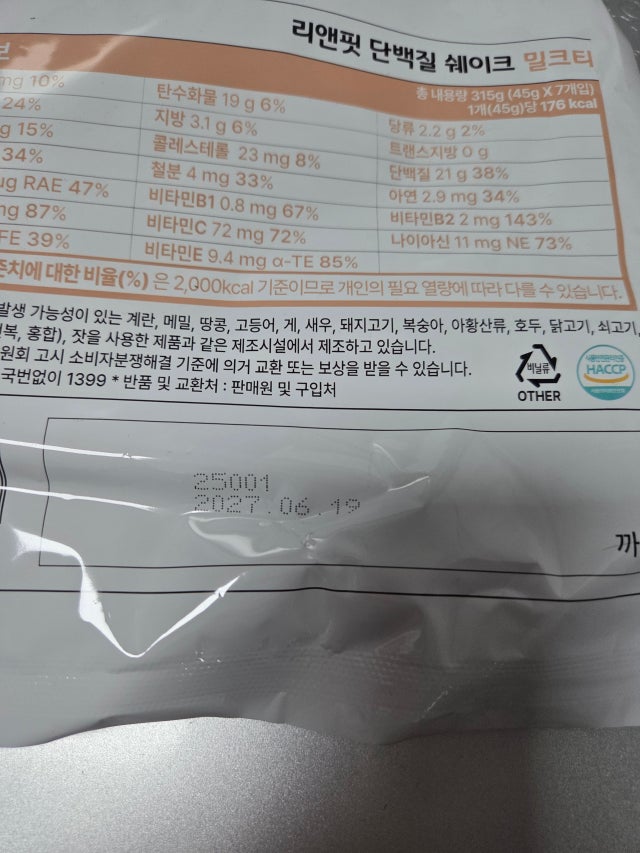 리앤핏 단백질 쉐이크 밀크티
보
총 내용량 315g (45g X 7개입)
1개(45g)당 176 kcal
mg 10%
탄수화물 19 g 6%
당류 2.2 g 2%
24%
지방 3.1 g 6%
트랜스지방 0 g
g 15%
콜레스테롤 23 mg 8%
단백질 21 g 38%
34%
철분 4 mg 33%
아연 2.9 mg 34%
μg RAE 47%
비타민B1 0.8 mg 67%
비타민B2 2 mg 143%
mg 87%
비타민C 72 mg 72%
나이아신 11 mg NE 73%
FE 39%
비타민E 9.4 mg α-TE 85%
준치에 대한 비율(%) 은 2,000kcal 기준이므로 개인의 필요 열량에 따라 다를 수 있습니다.
발생 가능성이 있는 계란, 메밀, 땅콩, 고등어, 게, 새우, 돼지고기, 복숭아, 아황산류, 호두, 닭고기, 쇠고기,
복, 홍합), 잣을 사용한 제품과 같은 제조시설에서 제조하고 있습니다.
원회 고시 소비자분쟁해결 기준에 의거 교환 또는 보상을 받을 수 있습니다.
국번없이 1399 * 반품 및 교환처 : 판매원 및 구입처
비닐류
OTHER
HACCP
25001
2027.06.19
까